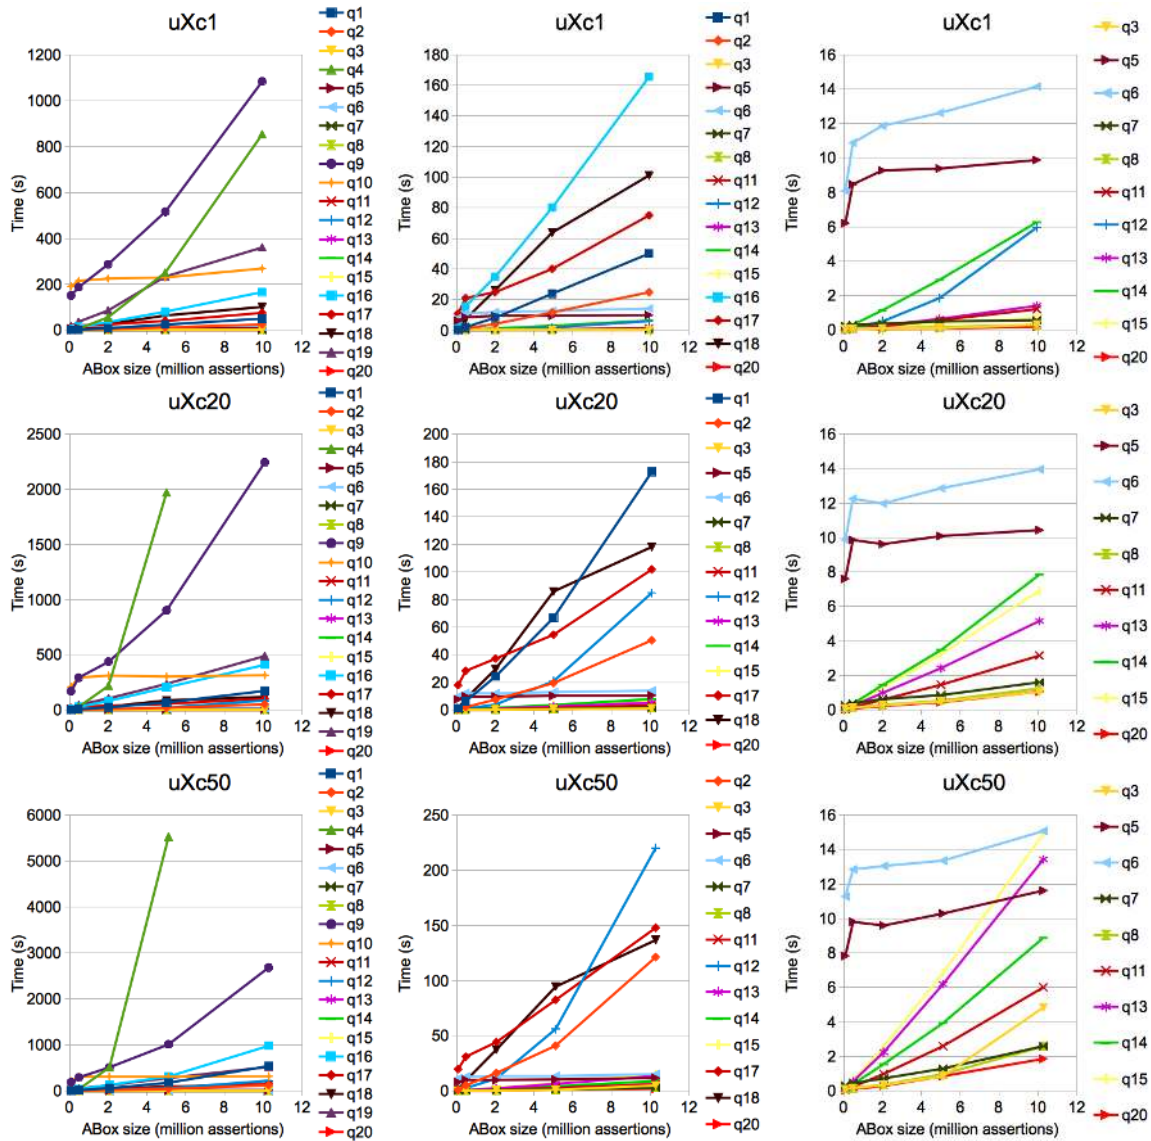 uXc1
Time (s)
1200
1000
800
600
400
200
0
0 2 4 6 8 10 12
ABox size (million assertions)
q1
q2
q3
q4
q5
q6
q7
q8
q9
q10
q11
q12
q13
q14
q15
q16
q17
q18
q19
q20
uXc1
Time (s)
180
160
140
120
100
80
60
40
20
0
0 2 4 6 8 10 12
ABox size (million assertions)
q1
q2
q3
q5
q6
q7
q8
q11
q12
q13
q14
q15
q16
q17
q18
q20
uXc1
Time (s)
16
14
12
10
8
6
4
2
0
0 2 4 6 8 10 12
ABox size (million assertions)
q3
q5
q6
q7
q8
q11
q12
q13
q14
q15
q20
uXc20
Time (s)
2500
2000
1500
1000
500
0
0 2 4 6 8 10 12
ABox size (million assertions)
q1
q2
q3
q4
q5
q6
q7
q8
q9
q10
q11
q12
q13
q14
q15
q16
q17
q18
q19
q20
uXc20
Time (s)
200
180
160
140
120
100
80
60
40
20
0
0 2 4 6 8 10 12
ABox size (million assertions)
q1
q2
q3
q5
q6
q7
q8
q11
q12
q13
q14
q15
q17
q18
q20
uXc20
Time (s)
16
14
12
10
8
6
4
2
0
0 2 4 6 8 10 12
ABox size (million assertions)
q3
q5
q6
q7
q8
q11
q13
q14
q15
q20
uXc50
Time (s)
6000
5000
4000
3000
2000
1000
0
0 2 4 6 8 10 12
ABox size (million assertions)
q1
q2
q3
q4
q5
q6
q7
q8
q9
q10
q11
q12
q13
q14
q15
q16
q17
q18
q19
q20
uXc50
Time (s)
250
200
150
100
50
0
0 2 4 6 8 10 12
ABox size (million assertions)
q2
q3
q5
q6
q7
q8
q11
q12
q13
q14
q15
q17
q18
q20
uXc50
Time (s)
16
14
12
10
8
6
4
2
0
0 2 4 6 8 10 12
ABox size (million assertions)
q3
q5
q6
q7
q8
q11
q13
q14
q15
q20